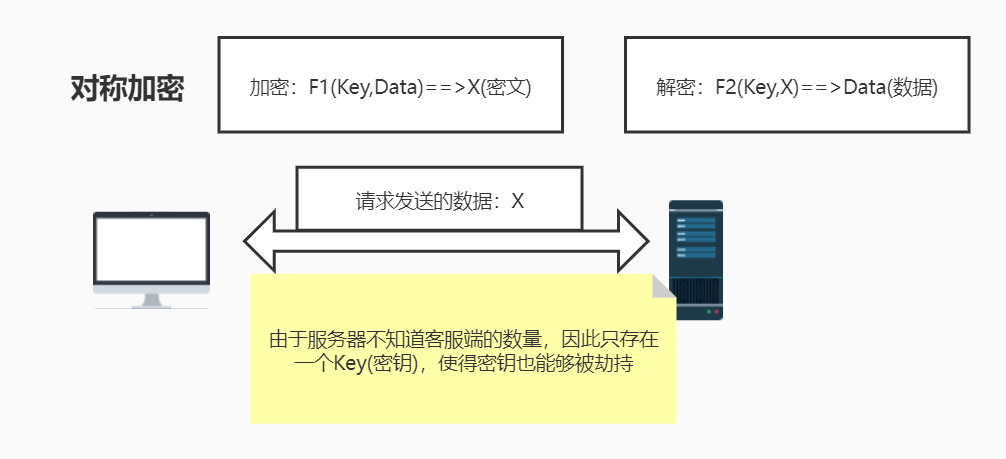 对称加密
加密：F1(Key,Data)==>X(密文)
解密：F2(Key,X)==>Data(数据)
请求发送的数据：X
由于服务器不知道客服端的数量，因此只存在
一个Key(密钥)，使得密钥也能够被劫持